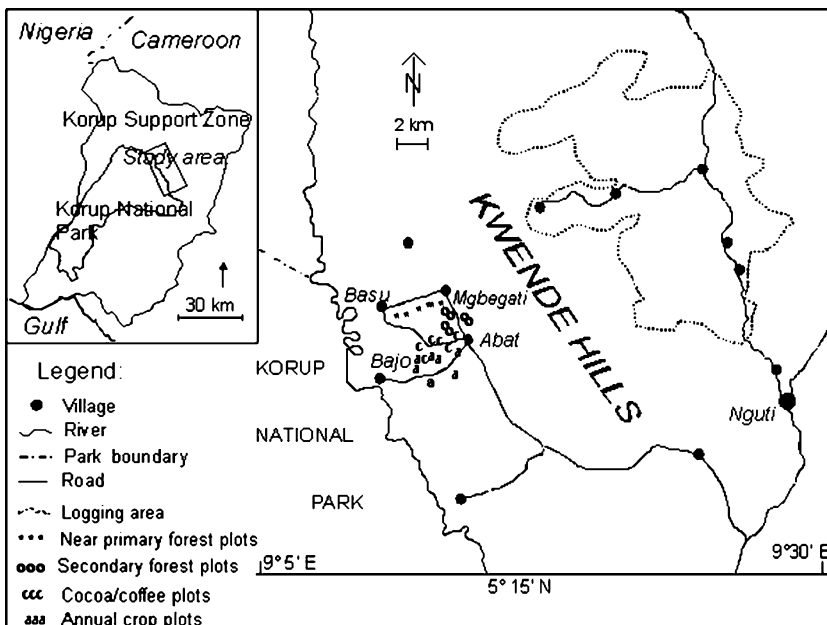 Nigeria
Cameroon
Korup Support Zone
Study area
Korup National
Park
30 km
Gulf
N
2 km
KWENDE HILLS
Basu
Mgbegati
Abat
Bajo
Nguti
KORUP
NATIONAL
PARK
Legend:
Village
River
Park boundary
Road
Logging area
Near primary forest plots
Secondary forest plots
ccc Cocoa/coffee plots
aaa Annual crop plots
9°5' E
5°15' N
9°30' E